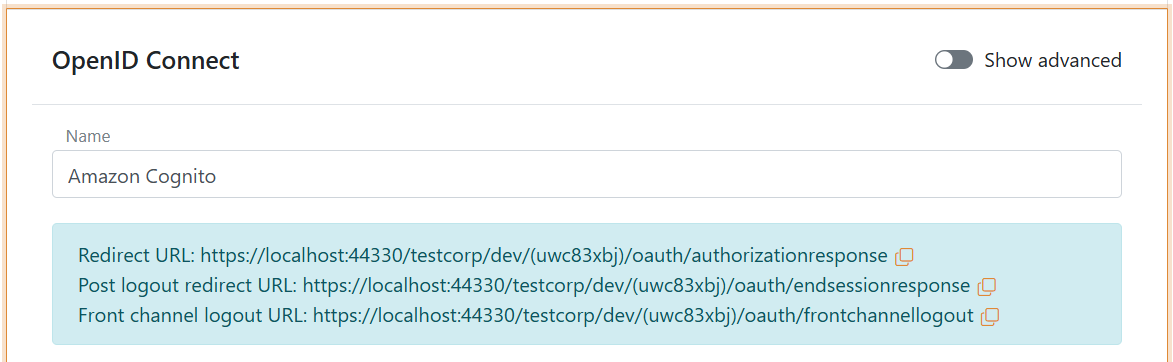 OpenID Connect
Show advanced
Name
Amazon Cognito
Redirect URL: https://localhost:44330/testcorp/dev/(uwc83xbj)/oauth/authorizationresponse
Post logout redirect URL: https://localhost:44330/testcorp/dev/(uwc83xbj)/oauth/endsessionresponse
Front channel logout URL: https://localhost:44330/testcorp/dev/(uwc83xbj)/oauth/frontchannellogout